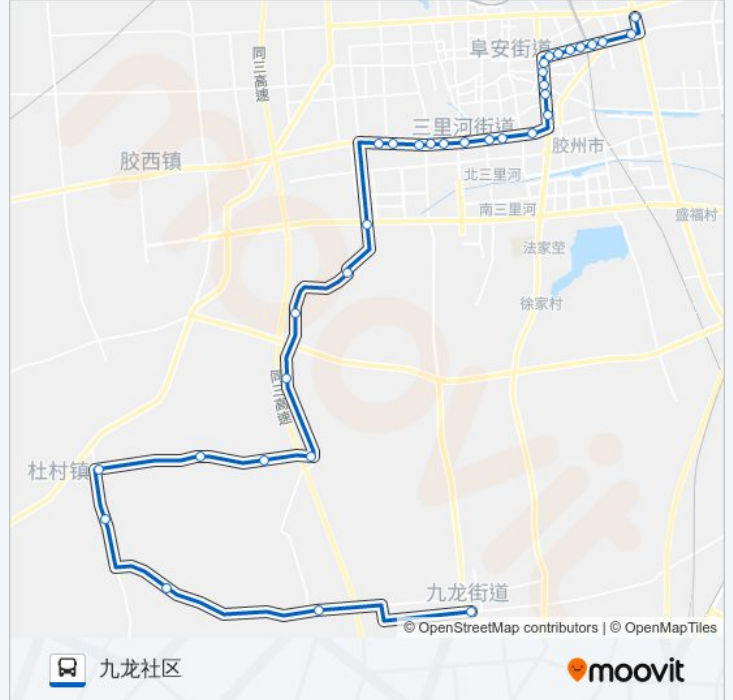 阜安街道
同三高速
三里河街道
胶州市
胶西镇
北三里河
南三里河
盛福村
法家莹
徐家村
同三高速
杜村镇
九龙街道
moovit
© OpenStreetMap contributors | © OpenMapTiles
九龙社区
moovit